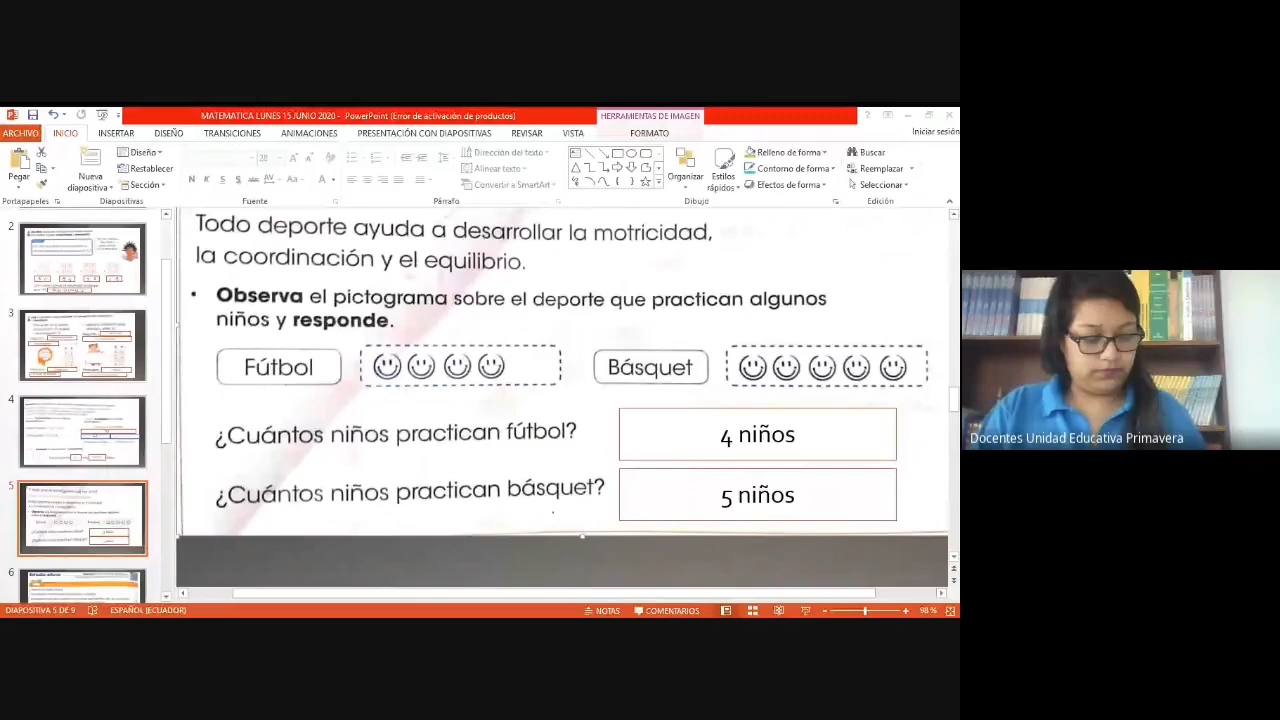 MATEMATICA LUNES 15 JUNIO 2020 - PowerPoint (Error de activación de productos)
HERRAMIENTAS DE IMAGEN
ARCHIVO INICIO INSERTAR DISEÑO TRANSICIONES ANIMACIONES PRESENTACIÓN CON DIAPOSITIVAS REVISAR VISTA FORMATO Iniciar sesión
Pegar
Nueva diapositiva
Diseño
Restablecer
Sección
Dirección del texto
Alinear texto
Convertir a SmartArt
Organizar
Estilos rápidos
Relleno de forma
Contorno de forma
Efectos de forma
Buscar
Reemplazar
Seleccionar
Portapapeles Diapositivas Fuente Párrafo Dibujo Edición
2
3
4
5
6
Todo deporte ayuda a desarrollar la motricidad,
la coordinación y el equilibrio.
• Observa el pictograma sobre el deporte que practican algunos
niños y responde.
Fútbol Básquet
¿Cuántos niños practican fútbol? 4 niños
¿Cuántos niños practican básquet? 5 niños
Docentes Unidad Educativa Primavera
DIAPOSITIVA 5 DE 9 ESPAÑOL (ECUADOR) NOTAS COMENTARIOS 98 %